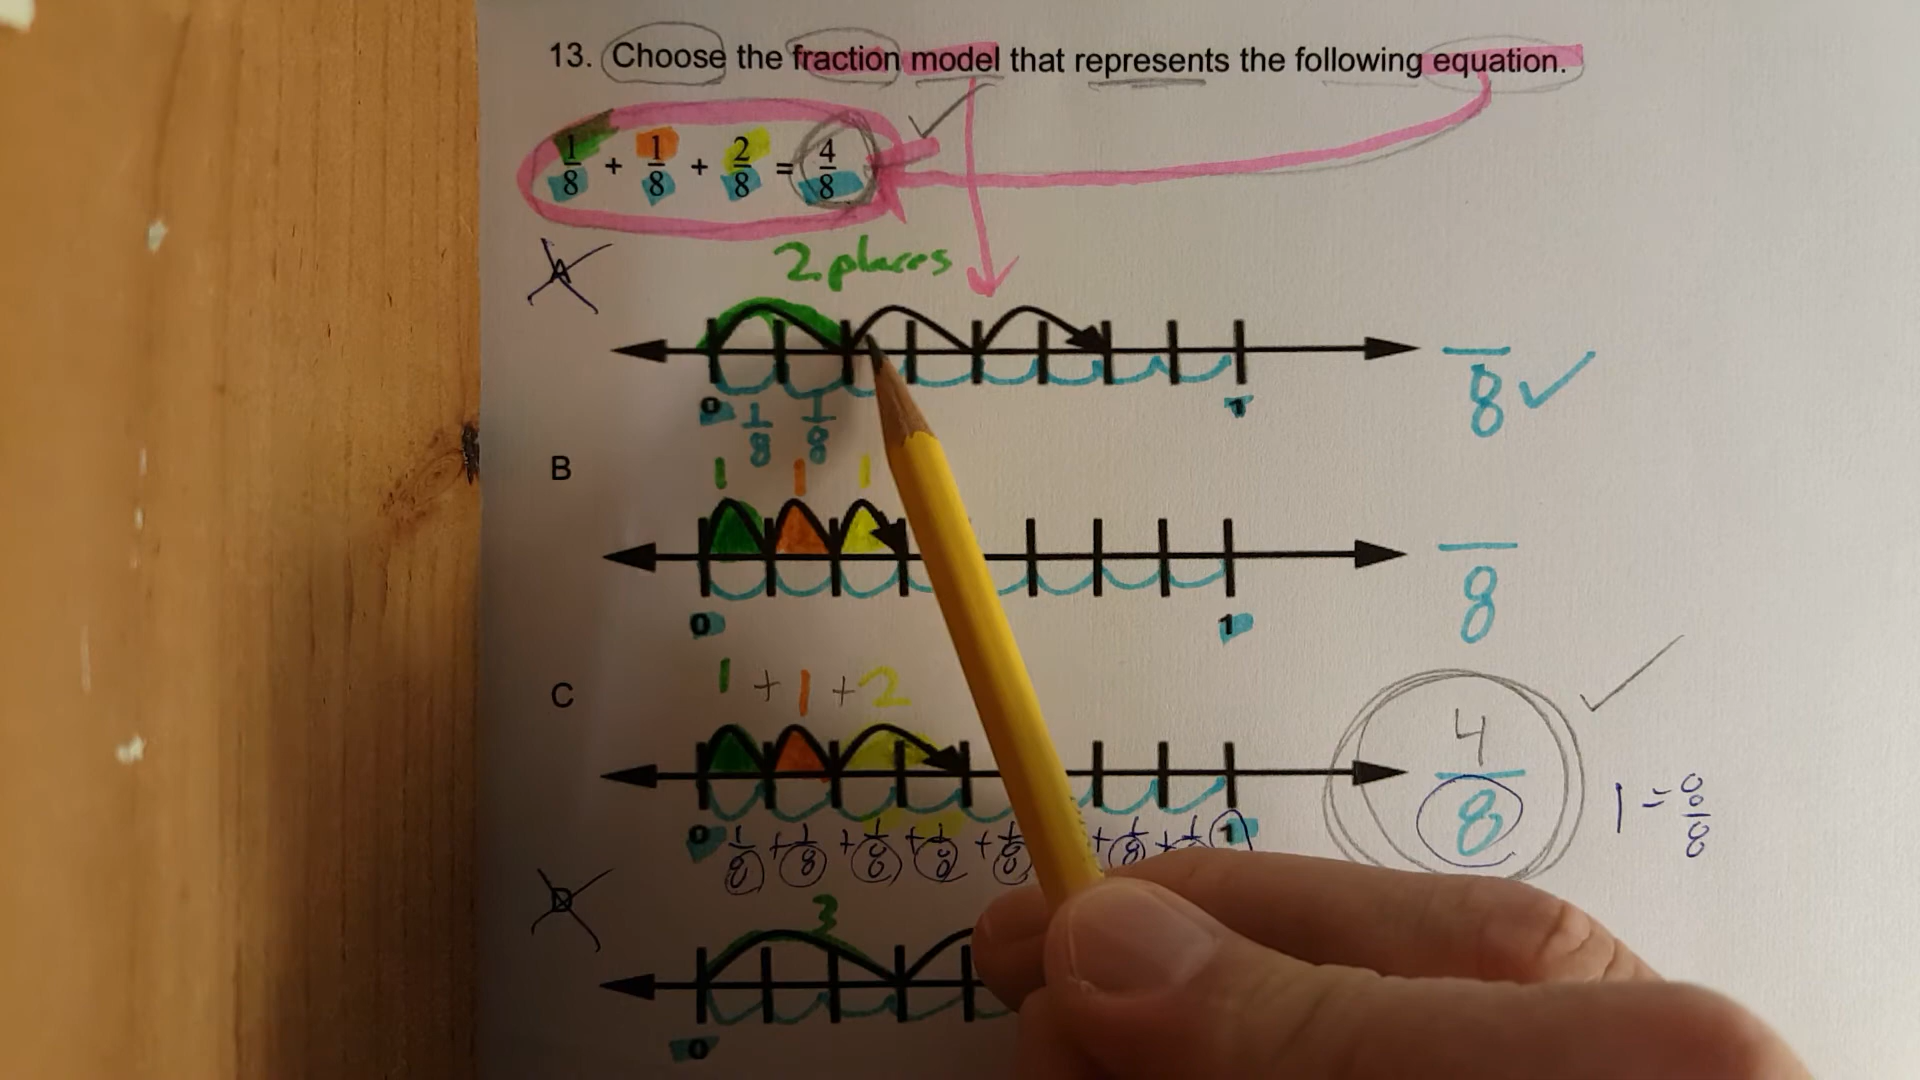 13. Choose the fraction model that represents the following equation.
1/8 + 1/8 + 2/8 = 4/8
A
2 places
0 1/8 1/8 1
8
B
1 1 1
8
0 1
C
1 + 1 + 2
4/8
1 = 8/8
0 1/8 + 1/8 + 1/8 + 1/8 + 1/8 + 1/8 + 1
D
3
0